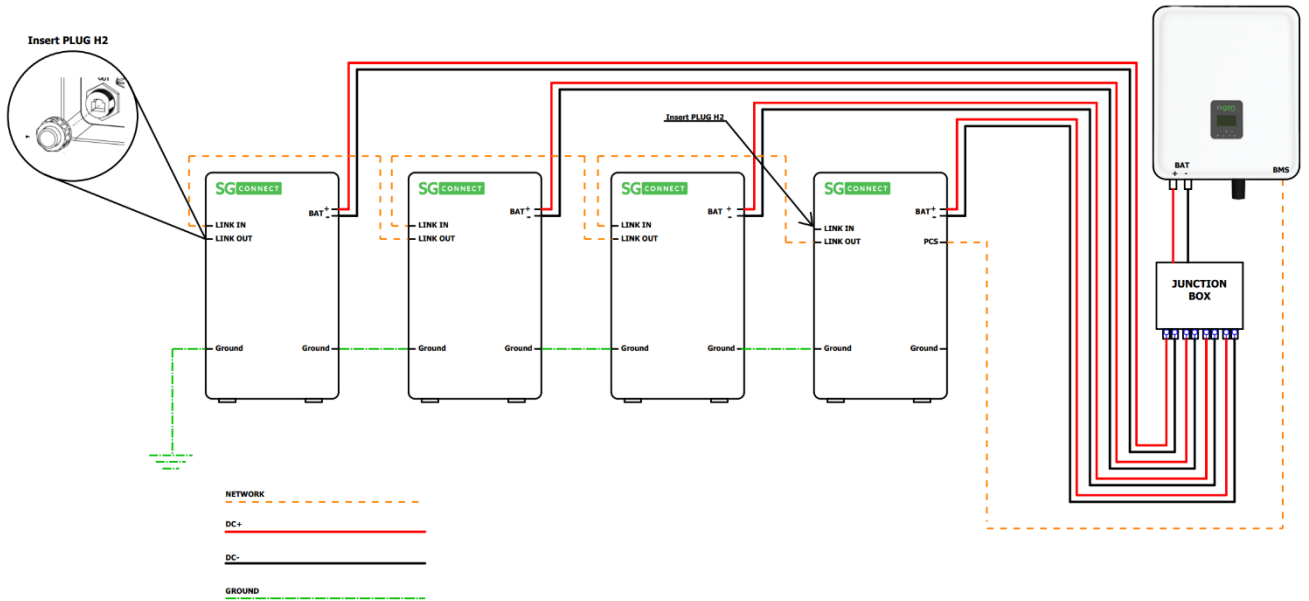 Insert PLUG H2
OUT
SG CONNECT
BAT + -
LINK IN
LINK OUT
Ground
Ground
SG CONNECT
BAT + -
LINK IN
LINK OUT
Ground
Ground
SG CONNECT
BAT + -
LINK IN
LINK OUT
Ground
Ground
Insert PLUG H2
SG CONNECT
BAT + -
LINK IN
LINK OUT
PCS
Ground
Ground
n·gen
BAT
+ -
BMS
JUNCTION
BOX
NETWORK
DC+
DC-
GROUND